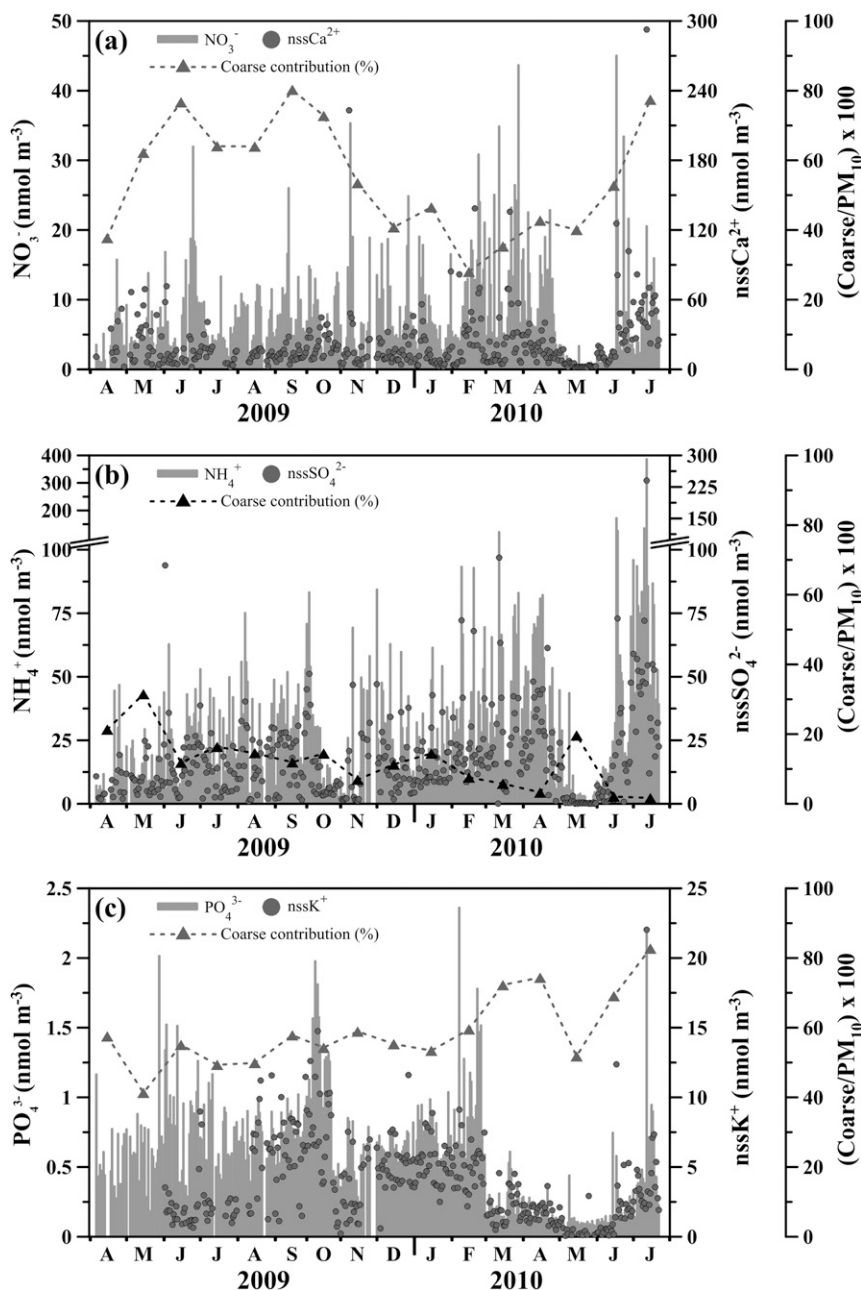 (a) NO₃⁻ nssCa²⁺
Coarse contribution (%)
50 40 30 20 10 0
NO₃⁻ (nmol m⁻³)
300 240 180 120 60 0
nssCa²⁺ (nmol m⁻³)
100 80 60 40 20 0
(Coarse/PM₁₀) x 100
A M J J A S O N D J F M A M J J
2009 2010
(b) NH₄⁺ nssSO₄²⁻
Coarse contribution (%)
400 300 200 100 75 50 25 0
NH₄⁺ (nmol m⁻³)
300 225 150 100 75 50 25 0
nssSO₄²⁻ (nmol m⁻³)
100 80 60 40 20 0
(Coarse/PM₁₀) x 100
A M J J A S O N D J F M A M J J
2009 2010
(c) PO₄³⁻ nssK⁺
Coarse contribution (%)
2.5 2 1.5 1 0.5 0
PO₄³⁻ (nmol m⁻³)
25 20 15 10 5 0
nssK⁺ (nmol m⁻³)
100 80 60 40 20 0
(Coarse/PM₁₀) x 100
A M J J A S O N D J F M A M J J
2009 2010